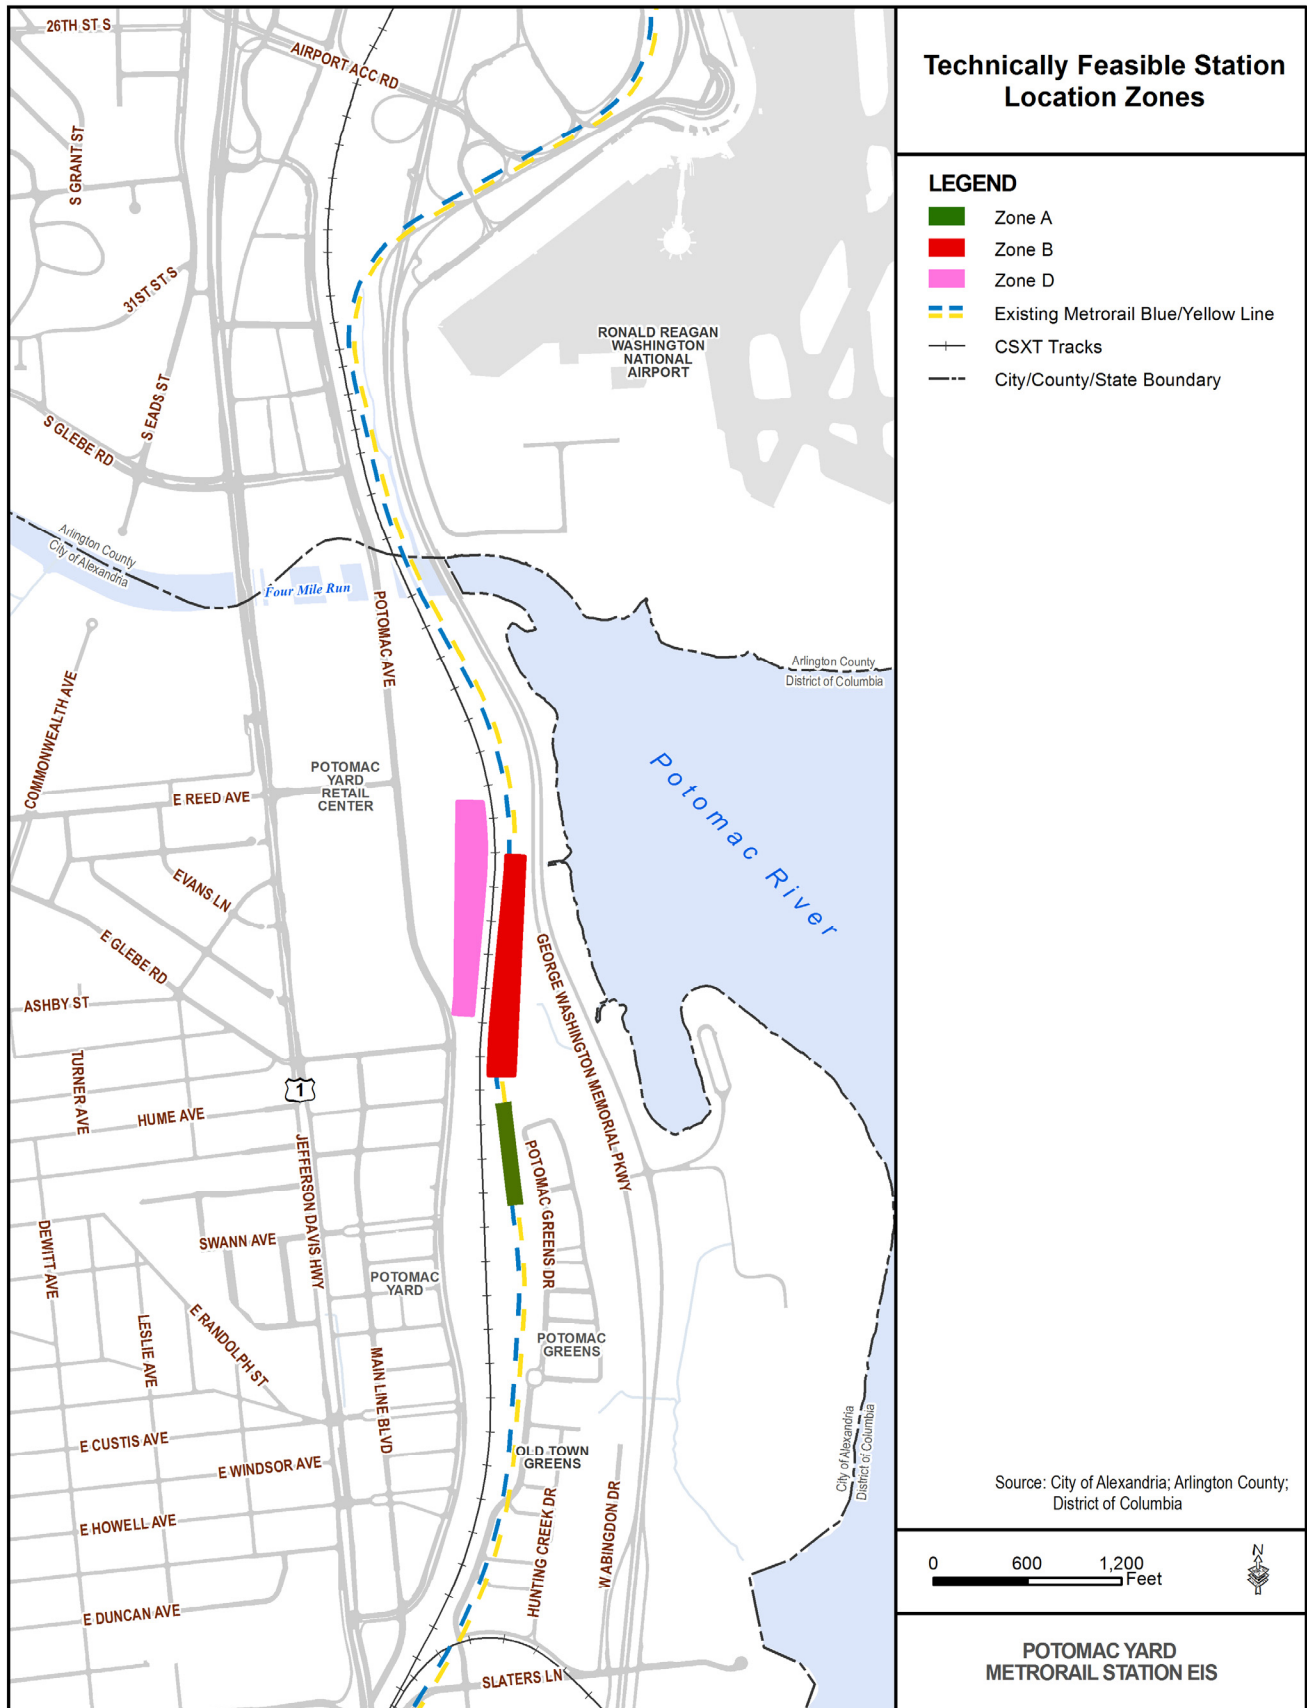 Technically Feasible Station
Location Zones
LEGEND
Zone A
Zone B
Zone D
Existing Metrorail Blue/Yellow Line
CSXT Tracks
City/County/State Boundary
26TH ST S
AIRPORT ACC RD
S GRANT ST
31ST ST S
RONALD REAGAN
WASHINGTON
NATIONAL
AIRPORT
S EADS ST
S GLEBE RD
Arlington County
City of Alexandria
Four Mile Run
POTOMAC AVE
COMMONWEALTH AVE
Arlington County
District of Columbia
Potomac River
POTOMAC
YARD
RETAIL
CENTER
E REED AVE
EVANS LN
E GLEBE RD
ASHBY ST
GEORGE WASHINGTON MEMORIAL PKWY
TURNER AVE
1
HUME AVE
JEFFERSON DAVIS HWY
POTOMAC GREENS DR
DEWITT AVE
SWANN AVE
POTOMAC
YARD
E RANDOLPH ST
LESLIE AVE
MAIN LINE BLVD
POTOMAC
GREENS
E CUSTIS AVE
E WINDSOR AVE
OLD TOWN
GREENS
City of Alexandria
District of Columbia
E HOWELL AVE
HUNTING CREEK DR
W ABINGDON DR
E DUNCAN AVE
SLATERS LN
Source: City of Alexandria; Arlington County;
District of Columbia
0 600 1,200
Feet
N
POTOMAC YARD
METRORAIL STATION EIS